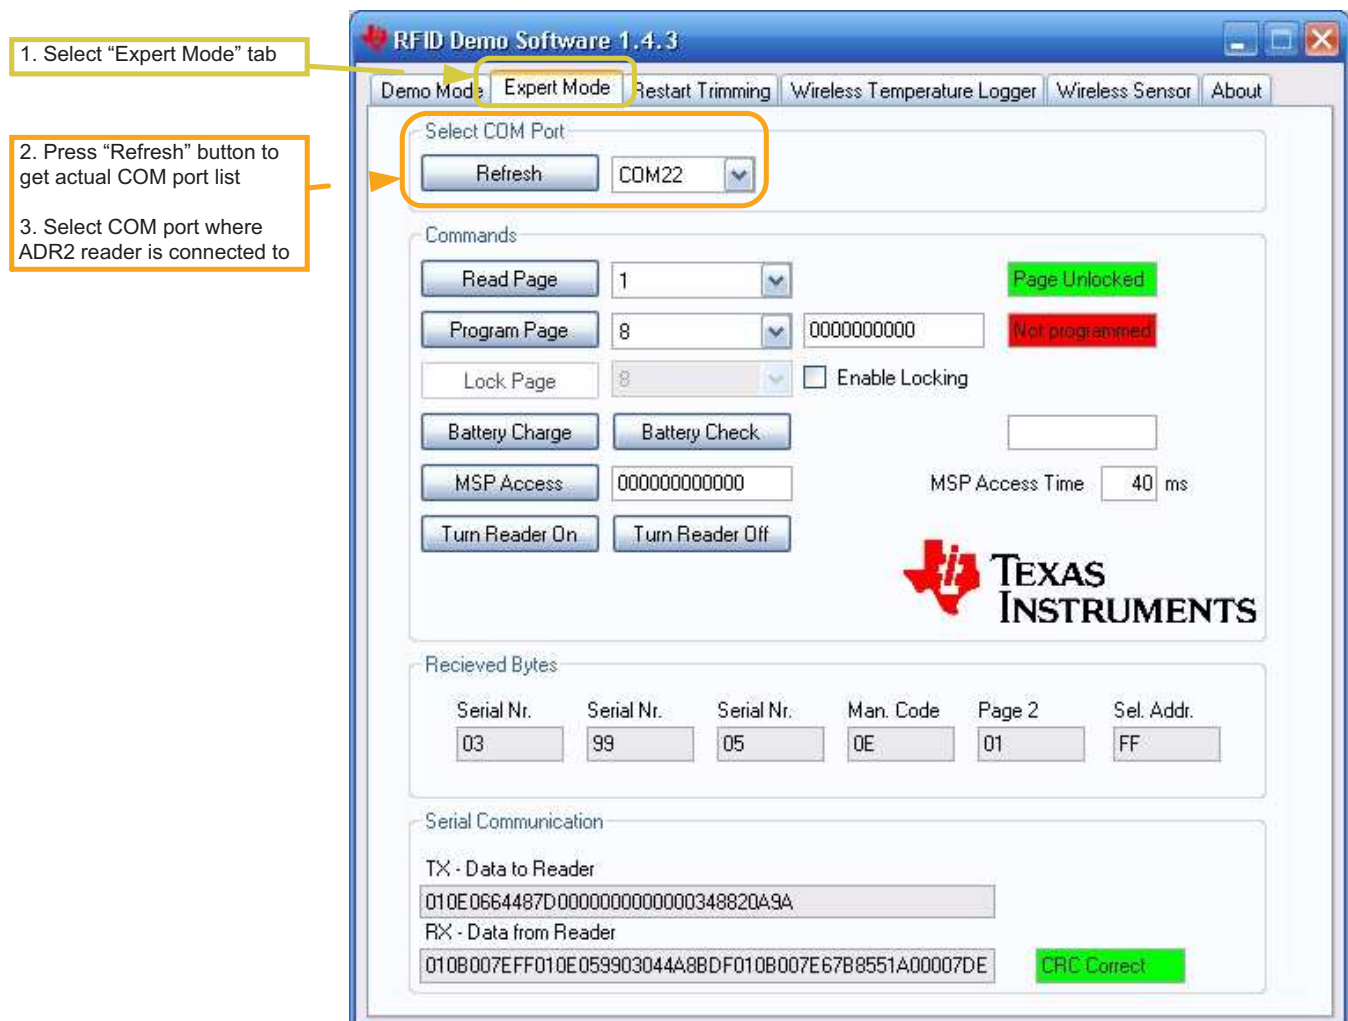 1. Select “Expert Mode” tab
2. Press “Refresh” button to
get actual COM port list
3. Select COM port where
ADR2 reader is connected to
RFID Demo Software 1.4.3
Demo Mode Expert Mode Restart Trimming Wireless Temperature Logger Wireless Sensor About
Select COM Port
Refresh COM22
Commands
Read Page 1 Page Unlocked
Program Page 8 0000000000 Not programmed
Lock Page 8 Enable Locking
Battery Charge Battery Check
MSP Access 000000000000 MSP Access Time 40 ms
Turn Reader On Turn Reader Off
TEXAS
INSTRUMENTS
Recieved Bytes
Serial Nr. Serial Nr. Serial Nr. Man. Code Page 2 Sel. Addr.
03 99 05 0E 01 FF
Serial Communication
TX - Data to Reader
010E0664487D0000000000000348820A9A
RX - Data from Reader
010B007EFF010E059903044A8BDF010B007E67B8551A00007DE CRC Correct